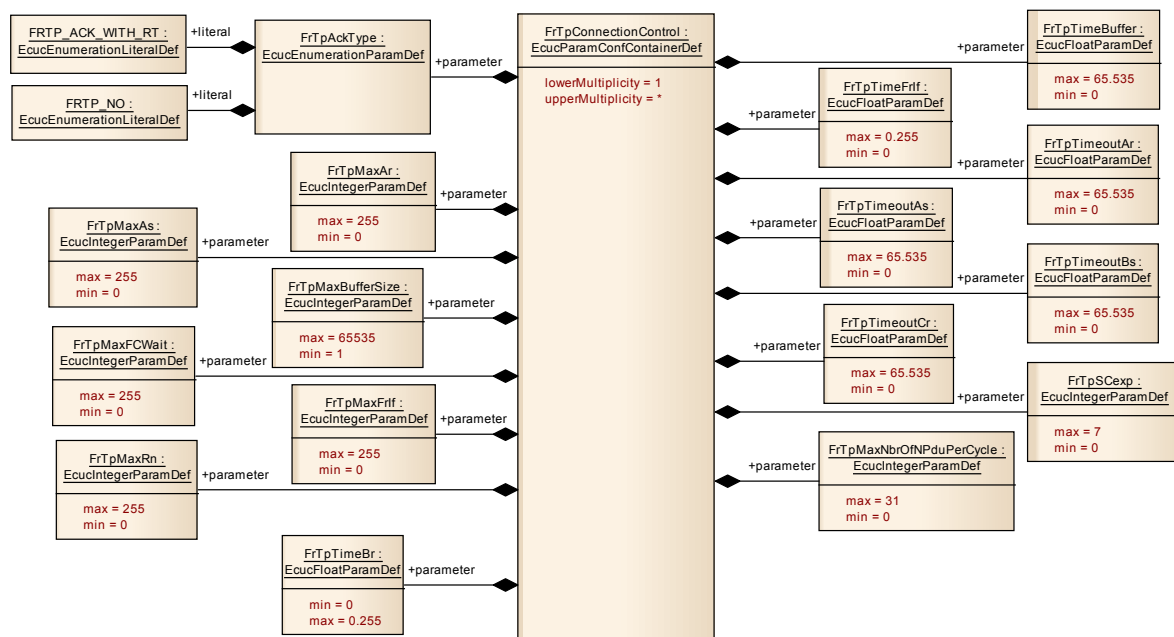 FRTP_ACK_WITH_RT :
EcucEnumerationLiteralDef
+literal
FRTP_NO :
EcucEnumerationLiteralDef
+literal
FrTpAckType :
EcucEnumerationParamDef
+parameter
FrTpConnectionControl :
EcucParamConfContainerDef
lowerMultiplicity = 1
upperMultiplicity = *
FrTpMaxAr :
EcucIntegerParamDef
max = 255
min = 0
+parameter
FrTpMaxAs :
EcucIntegerParamDef
max = 255
min = 0
+parameter
FrTpMaxBufferSize :
EcucIntegerParamDef
max = 65535
min = 1
+parameter
FrTpMaxFCWait :
EcucIntegerParamDef
max = 255
min = 0
+parameter
FrTpMaxFrIf :
EcucIntegerParamDef
max = 255
min = 0
+parameter
FrTpMaxRn :
EcucIntegerParamDef
max = 255
min = 0
+parameter
FrTpTimeBr :
EcucFloatParamDef
min = 0
max = 0.255
+parameter
+parameter
FrTpTimeBuffer :
EcucFloatParamDef
max = 65.535
min = 0
+parameter
FrTpTimeFrIf :
EcucFloatParamDef
max = 0.255
min = 0
+parameter
FrTpTimeoutAr :
EcucFloatParamDef
max = 65.535
min = 0
+parameter
FrTpTimeoutAs :
EcucFloatParamDef
max = 65.535
min = 0
+parameter
FrTpTimeoutBs :
EcucFloatParamDef
max = 65.535
min = 0
+parameter
FrTpTimeoutCr :
EcucFloatParamDef
max = 65.535
min = 0
+parameter
FrTpSCexp :
EcucIntegerParamDef
max = 7
min = 0
+parameter
FrTpMaxNbrOfNPduPerCycle :
EcucIntegerParamDef
max = 31
min = 0